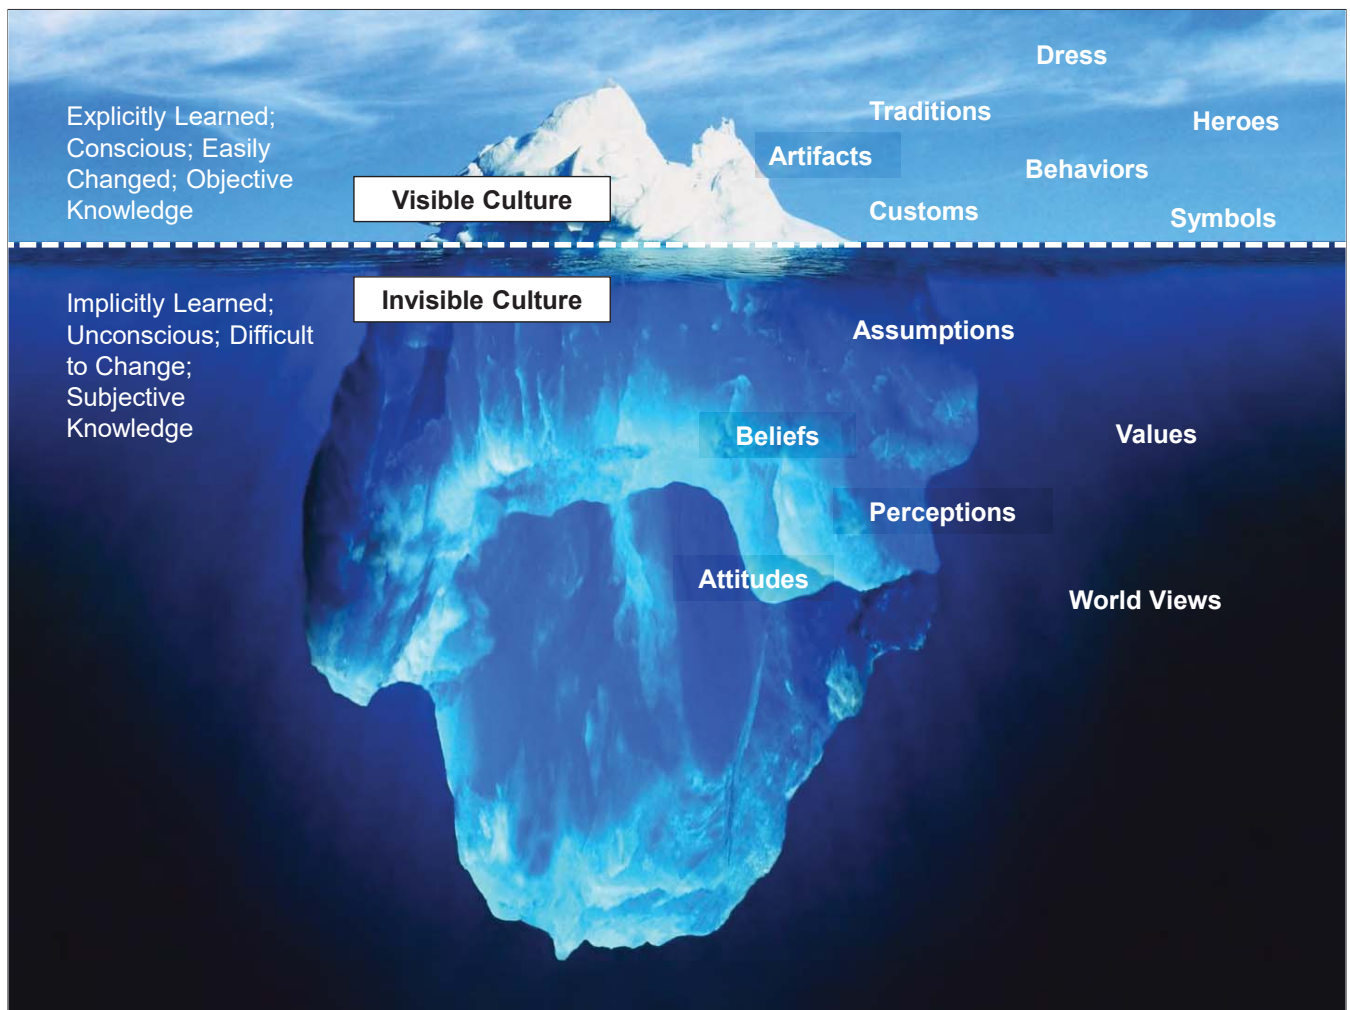 Dress
Traditions
Heroes
Explicitly Learned;
Conscious; Easily
Changed; Objective
Knowledge
Artifacts
Behaviors
Visible Culture
Customs
Symbols
Invisible Culture
Implicitly Learned;
Unconscious; Difficult
to Change;
Subjective
Knowledge
Assumptions
Beliefs
Values
Perceptions
Attitudes
World Views